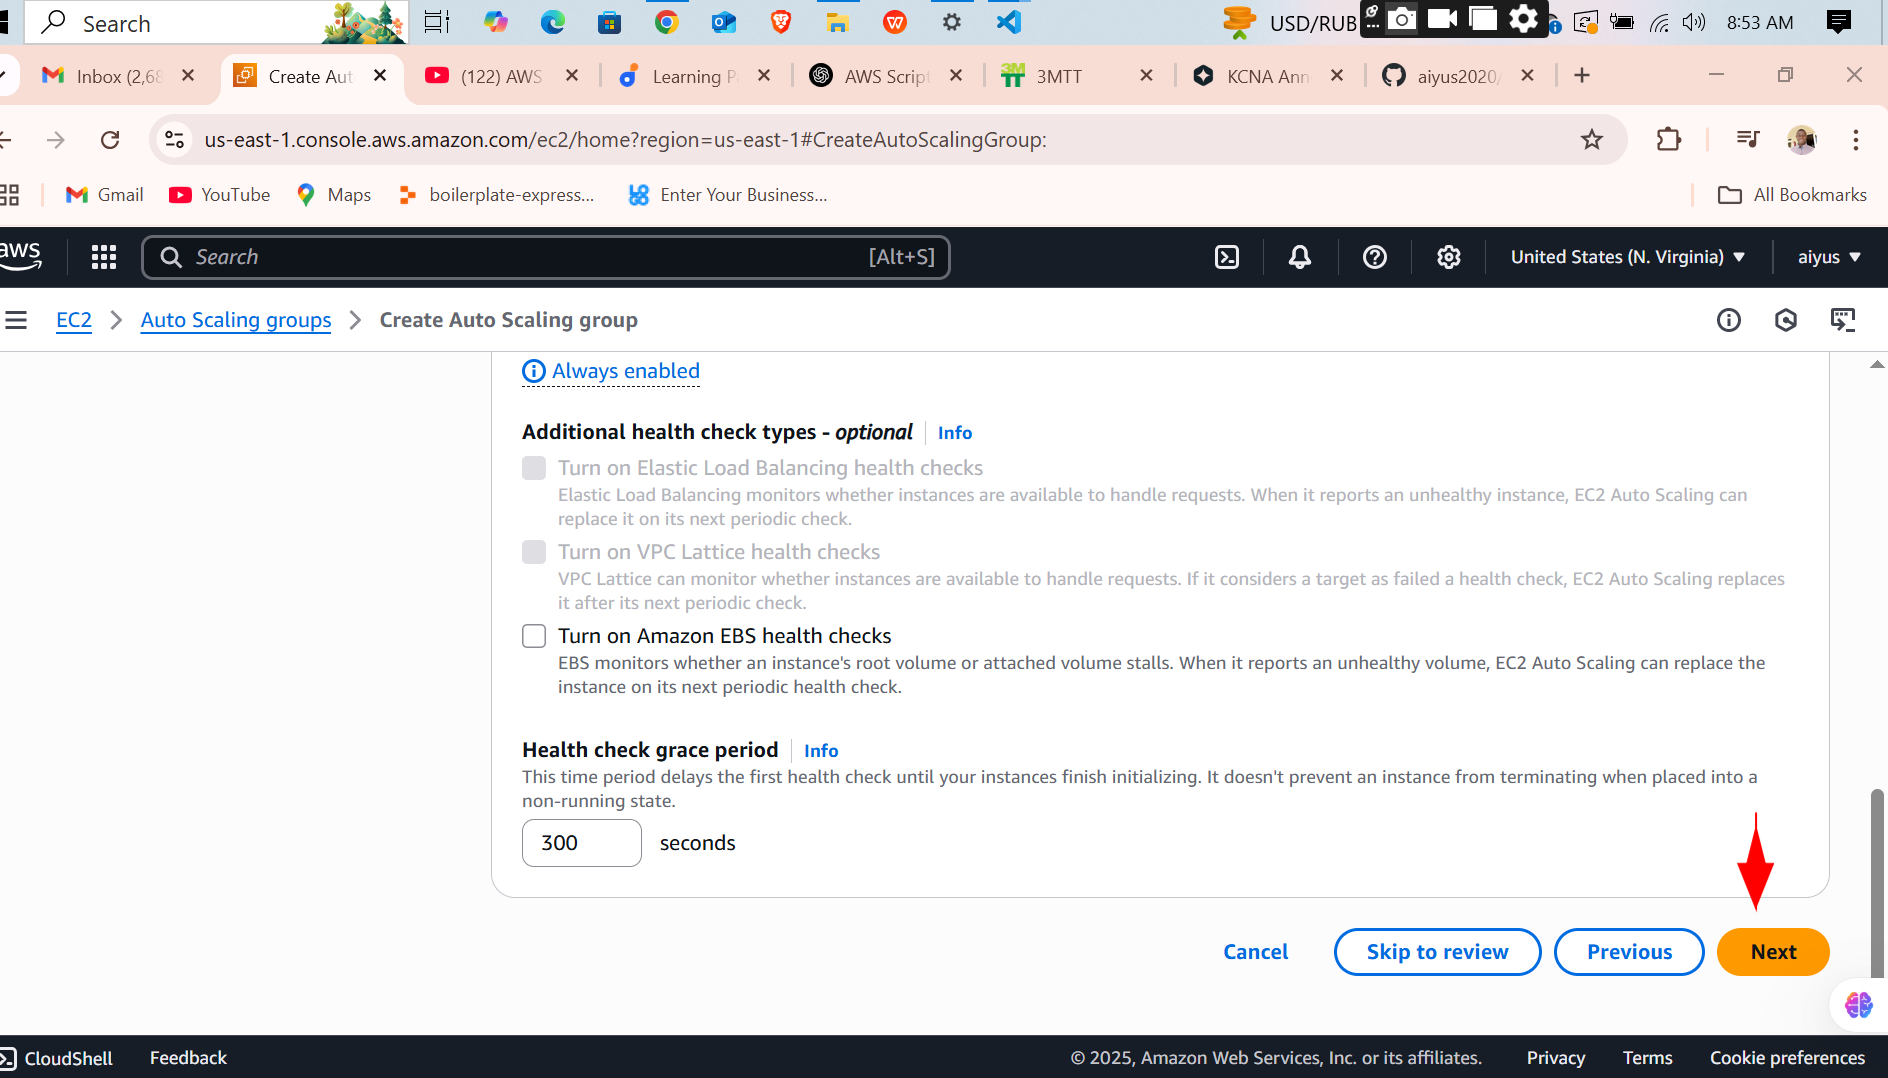 Search
USD/RUB
8:53 AM
Inbox (2,68
Create Aut
(122) AWS
Learning P
AWS Script
3MTT
KCNA Ann
aiyus2020/
us-east-1.console.aws.amazon.com/ec2/home?region=us-east-1#CreateAutoScalingGroup:
Gmail
YouTube
Maps
boilerplate-express...
Enter Your Business...
All Bookmarks
aws
Search
[Alt+S]
United States (N. Virginia)
aiyus
EC2
Auto Scaling groups
Create Auto Scaling group
Always enabled
Additional health check types - optional
Info
Turn on Elastic Load Balancing health checks
Elastic Load Balancing monitors whether instances are available to handle requests. When it reports an unhealthy instance, EC2 Auto Scaling can
replace it on its next periodic check.
Turn on VPC Lattice health checks
VPC Lattice can monitor whether instances are available to handle requests. If it considers a target as failed a health check, EC2 Auto Scaling replaces
it after its next periodic check.
Turn on Amazon EBS health checks
EBS monitors whether an instance's root volume or attached volume stalls. When it reports an unhealthy volume, EC2 Auto Scaling can replace the
instance on its next periodic health check.
Health check grace period
Info
This time period delays the first health check until your instances finish initializing. It doesn't prevent an instance from terminating when placed into a
non-running state.
300
seconds
Cancel
Skip to review
Previous
Next
CloudShell
Feedback
© 2025, Amazon Web Services, Inc. or its affiliates.
Privacy
Terms
Cookie preferences